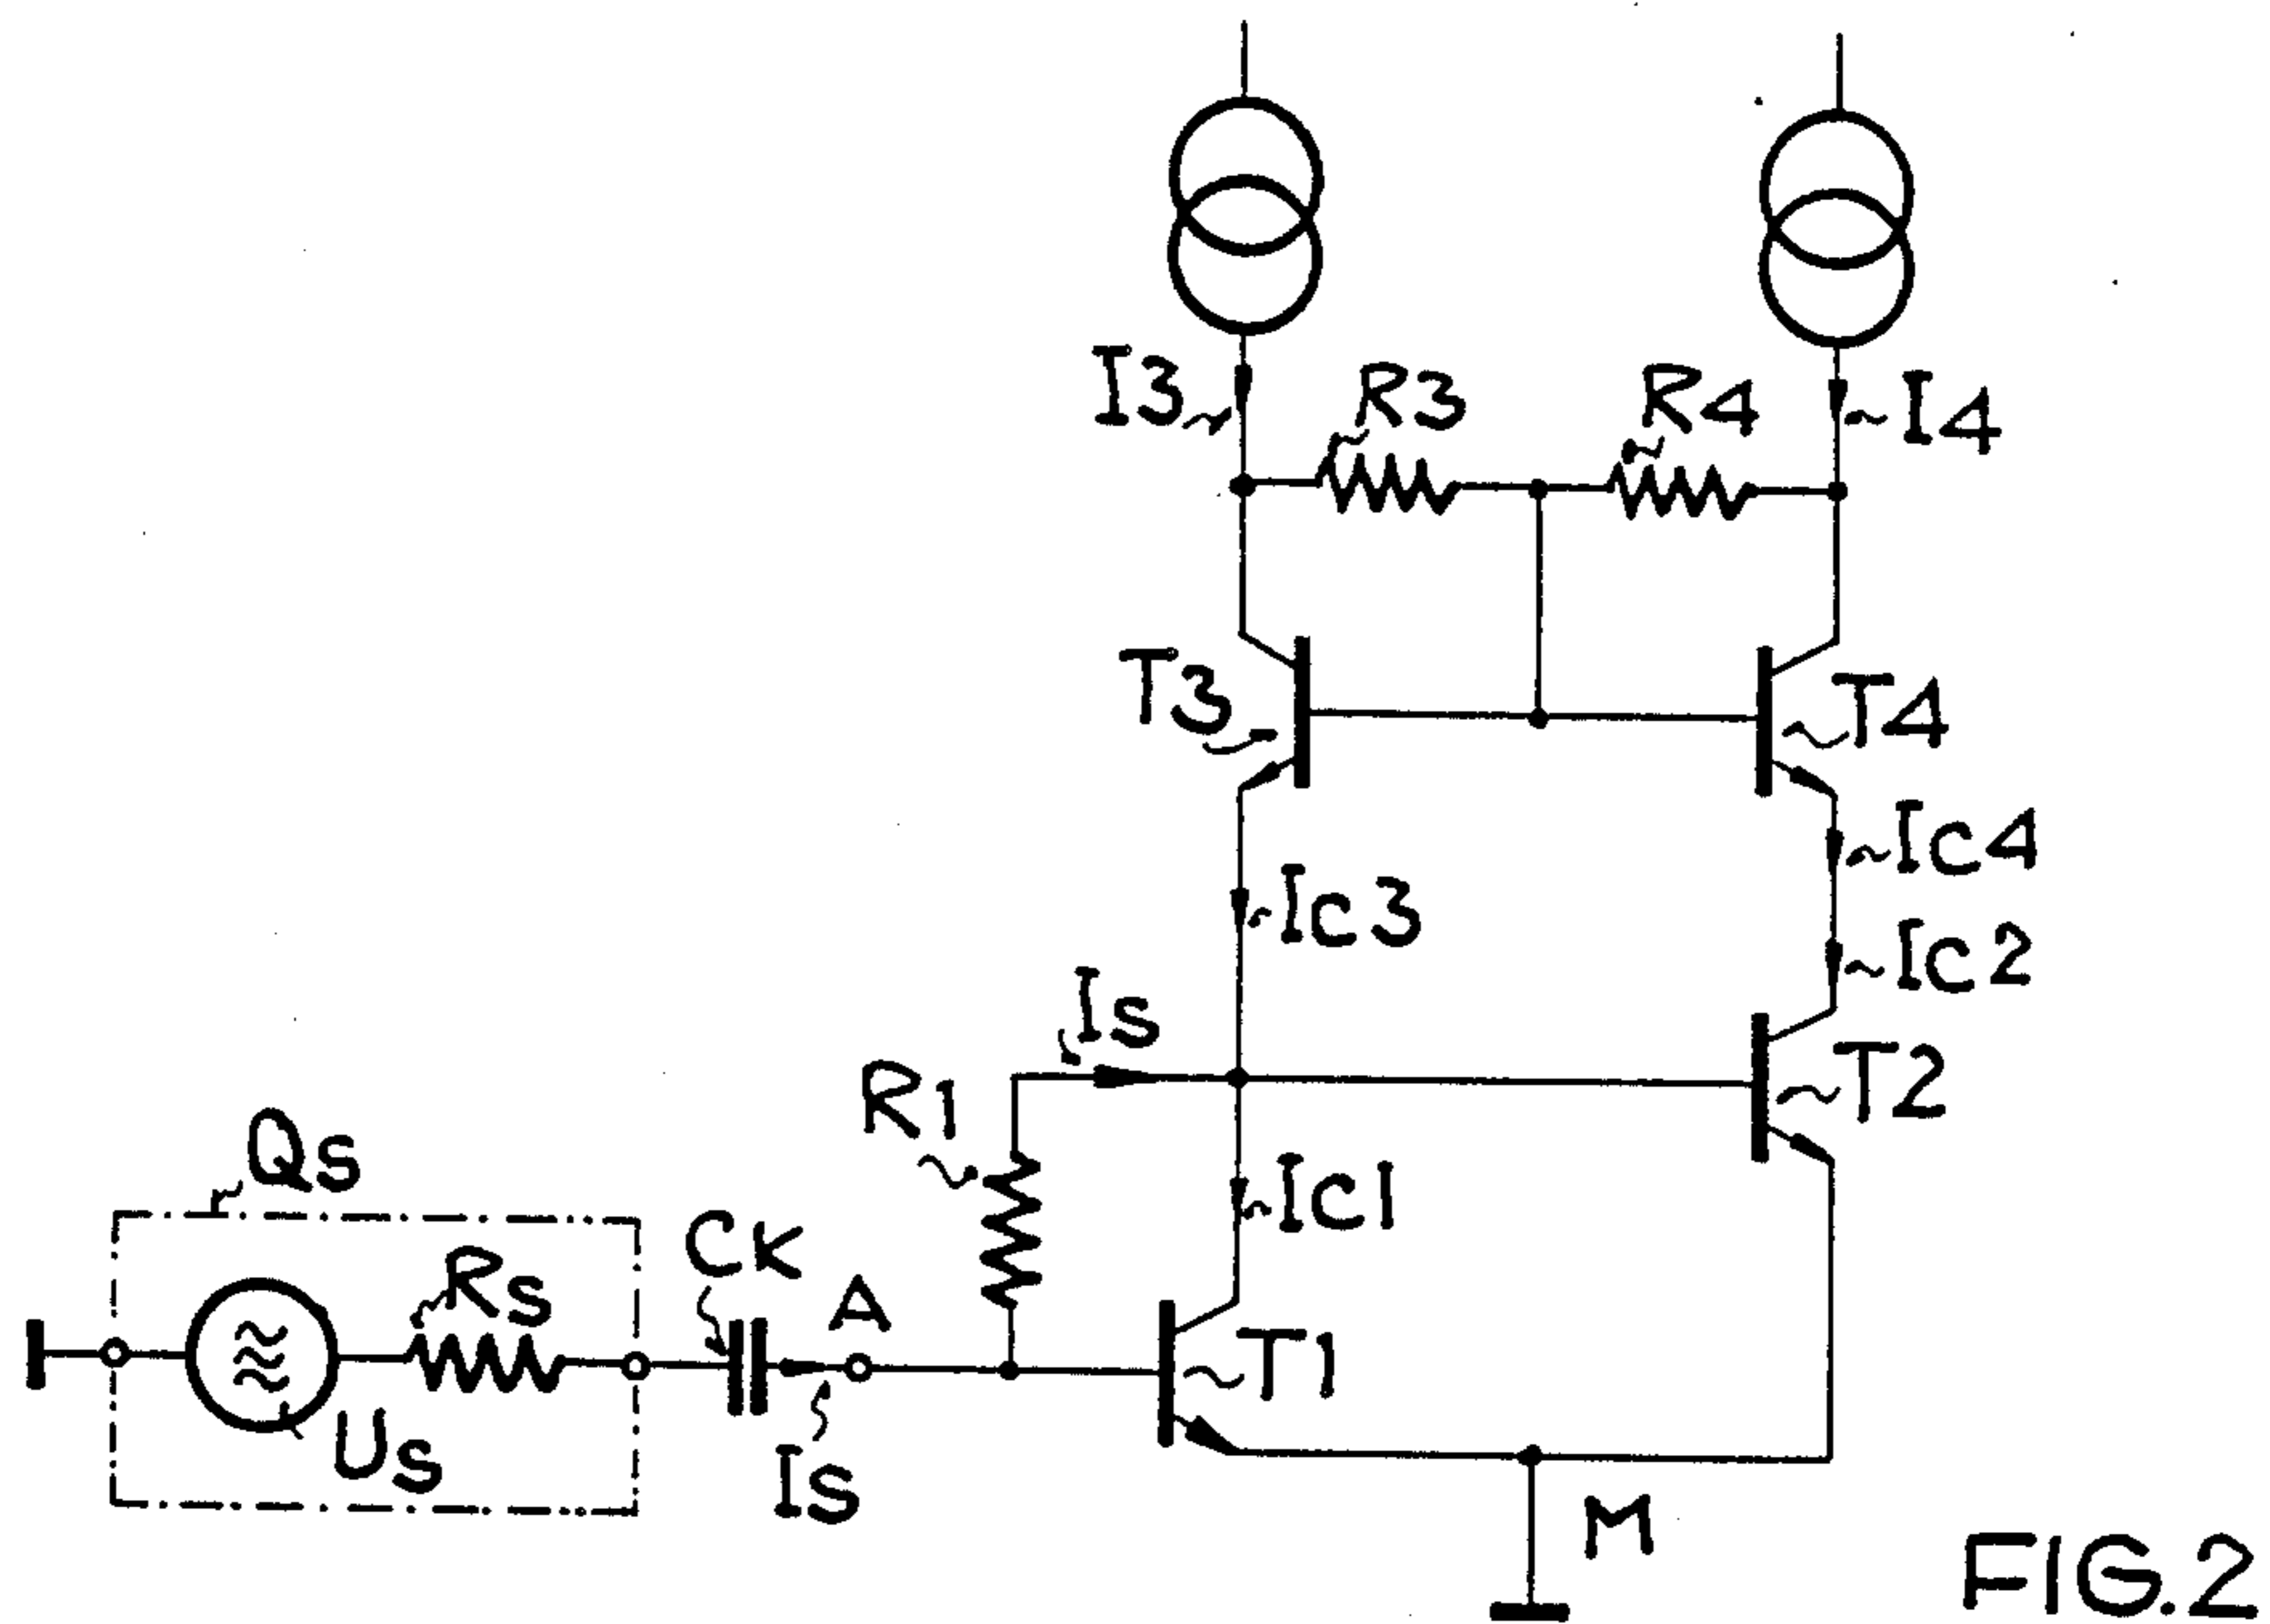 I3
R3
R4
I4
T3
T4
Ic4
Ic3
Ic2
Is
R1
T2
Qs
Ic1
Rs
CK
A
T1
Us
Is
M
FIG.2